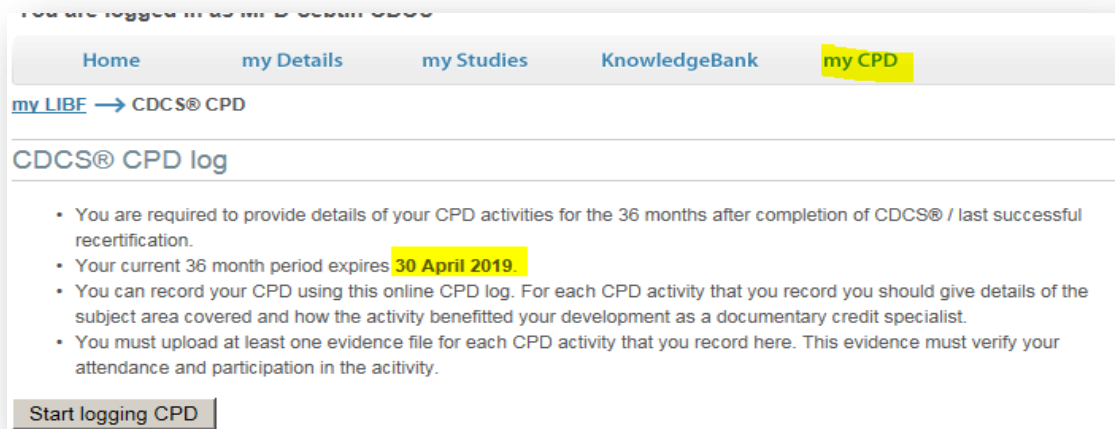 You are logged in as
Home my Details my Studies KnowledgeBank my CPD
my LIBF → CDCS® CPD
CDCS® CPD log
• You are required to provide details of your CPD activities for the 36 months after completion of CDCS® / last successful
recertification.
• Your current 36 month period expires 30 April 2019.
• You can record your CPD using this online CPD log. For each CPD activity that you record you should give details of the
subject area covered and how the activity benefitted your development as a documentary credit specialist.
• You must upload at least one evidence file for each CPD activity that you record here. This evidence must verify your
attendance and participation in the acitivity.
Start logging CPD